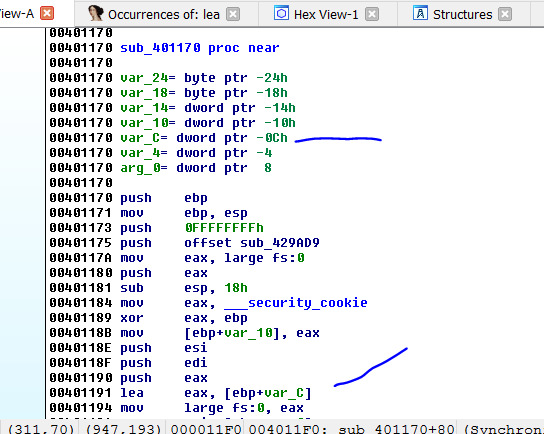 iew-A Occurrences of: lea Hex View-1 Structures
00401170
00401170 sub_401170 proc near
00401170
00401170 var_24= byte ptr -24h
00401170 var_18= byte ptr -18h
00401170 var_14= dword ptr -14h
00401170 var_10= dword ptr -10h
00401170 var_C= dword ptr -0Ch
00401170 var_4= dword ptr -4
00401170 arg_0= dword ptr  8
00401170
00401170 push    ebp
00401171 mov     ebp, esp
00401173 push    0FFFFFFFFh
00401175 push    offset sub_429AD9
0040117A mov     eax, large fs:0
00401180 push    eax
00401181 sub     esp, 18h
00401184 mov     eax, ___security_cookie
00401189 xor     eax, ebp
0040118B mov     [ebp+var_10], eax
0040118E push    esi
0040118F push    edi
00401190 push    eax
00401191 lea     eax, [ebp+var_C]
00401194 mov     large fs:0, eax
(311,70) (947,193) 000011F0 004011F0: sub_401170+80 (Synchron